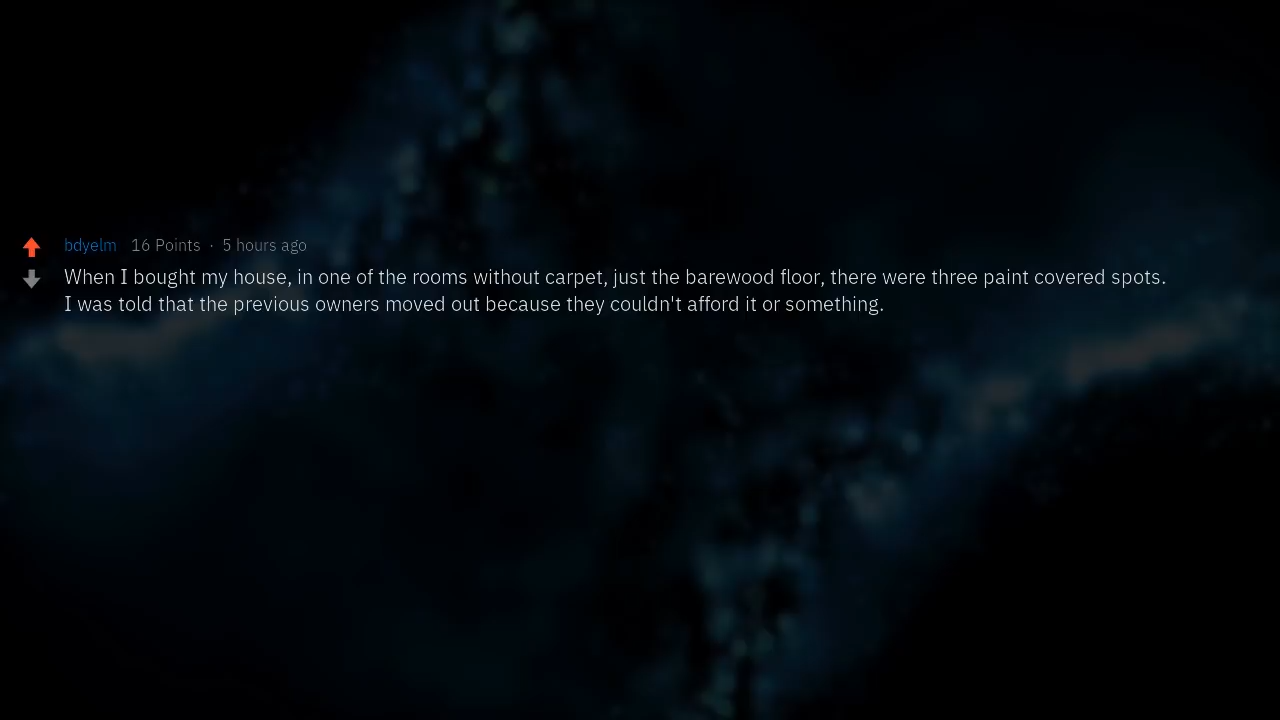 bdyelm 16 Points · 5 hours ago
When I bought my house, in one of the rooms without carpet, just the barewood floor, there were three paint covered spots.
I was told that the previous owners moved out because they couldn't afford it or something.